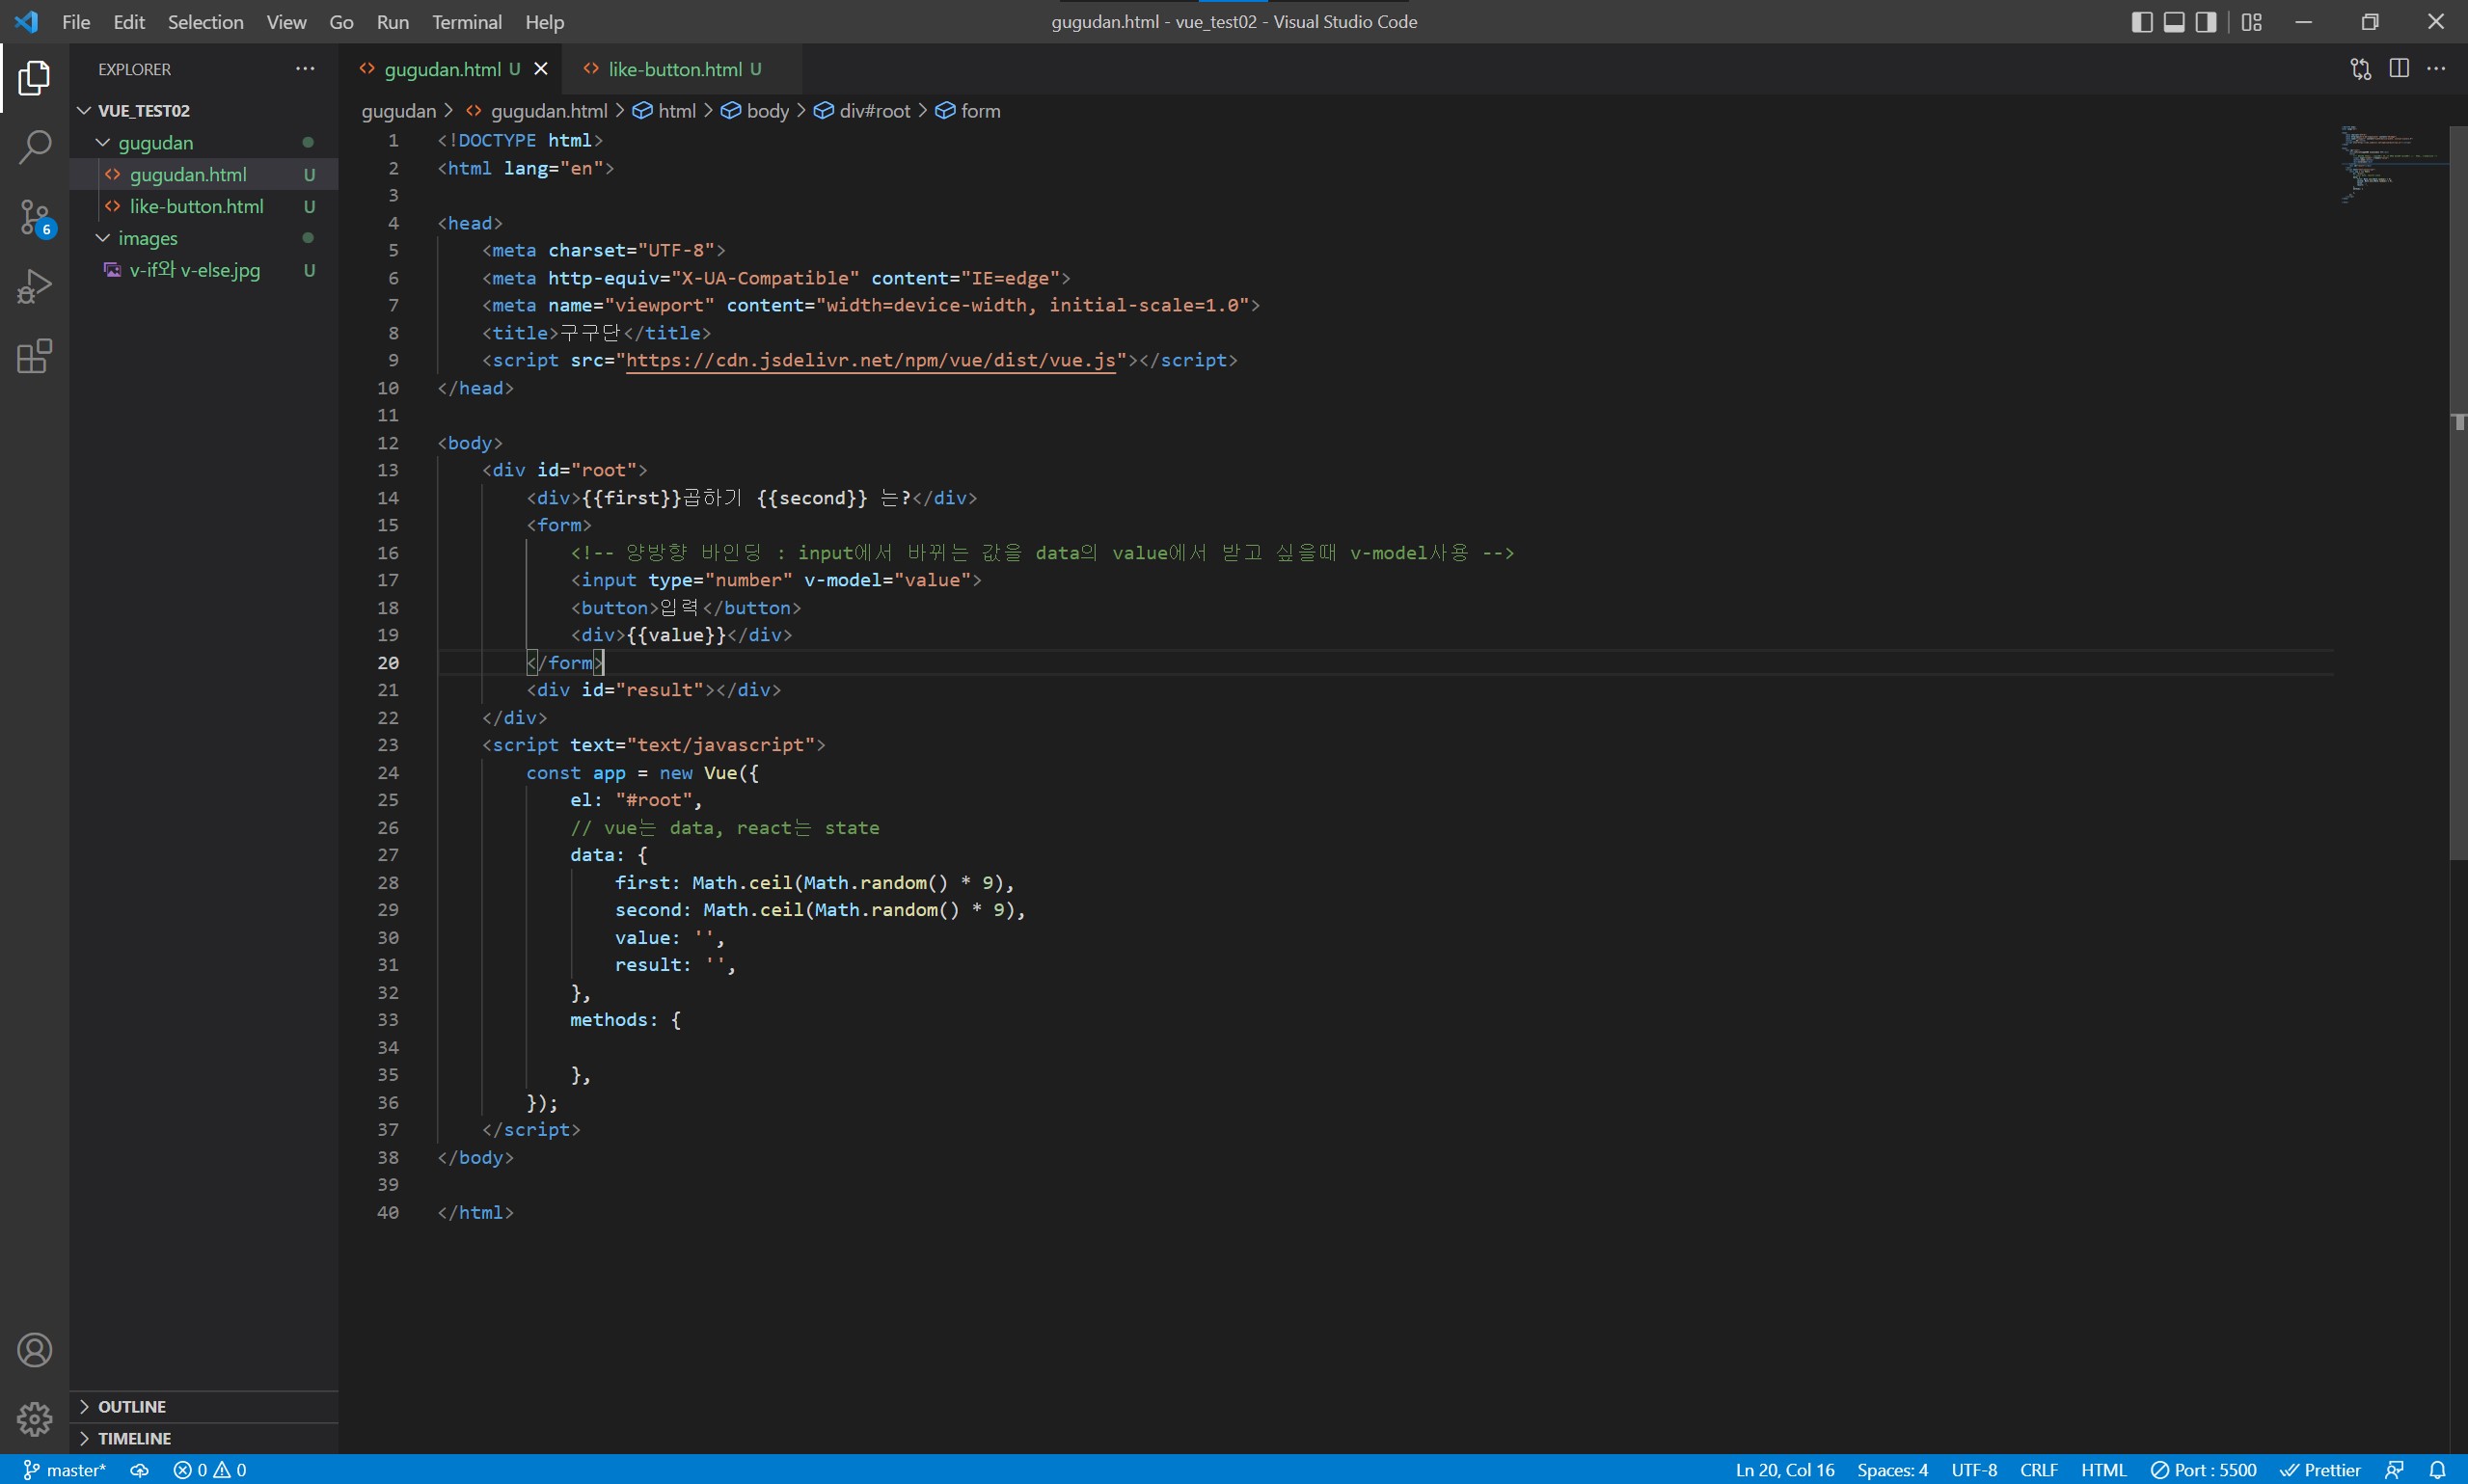 File Edit Selection View Go Run Terminal Help
gugudan.html - vue_test02 - Visual Studio Code
EXPLORER
VUE_TEST02
gugudan
gugudan.html U
like-button.html U
images
v-if와 v-else.jpg U
OUTLINE
TIMELINE
6
gugudan.html U
like-button.html U
gugudan > gugudan.html > html > body > div#root > form
1 <!DOCTYPE html>
2 <html lang="en">
3
4 <head>
5     <meta charset="UTF-8">
6     <meta http-equiv="X-UA-Compatible" content="IE=edge">
7     <meta name="viewport" content="width=device-width, initial-scale=1.0">
8     <title>구구단</title>
9     <script src="https://cdn.jsdelivr.net/npm/vue/dist/vue.js"></script>
10 </head>
11
12 <body>
13     <div id="root">
14         <div>{{first}}곱하기 {{second}} 는?</div>
15         <form>
16             <!-- 양방향 바인딩 : input에서 바뀌는 값을 data의 value에서 받고 싶을때 v-model사용 -->
17             <input type="number" v-model="value">
18             <button>입력</button>
19             <div>{{value}}</div>
20         </form>
21         <div id="result"></div>
22     </div>
23     <script text="text/javascript">
24         const app = new Vue({
25             el: "#root",
26             // vue는 data, react는 state
27             data: {
28                 first: Math.ceil(Math.random() * 9),
29                 second: Math.ceil(Math.random() * 9),
30                 value: '',
31                 result: '',
32             },
33             methods: {
34
35             },
36         });
37     </script>
38 </body>
39
40 </html>
master* 0 0 Ln 20, Col 16 Spaces: 4 UTF-8 CRLF HTML Port : 5500 Prettier